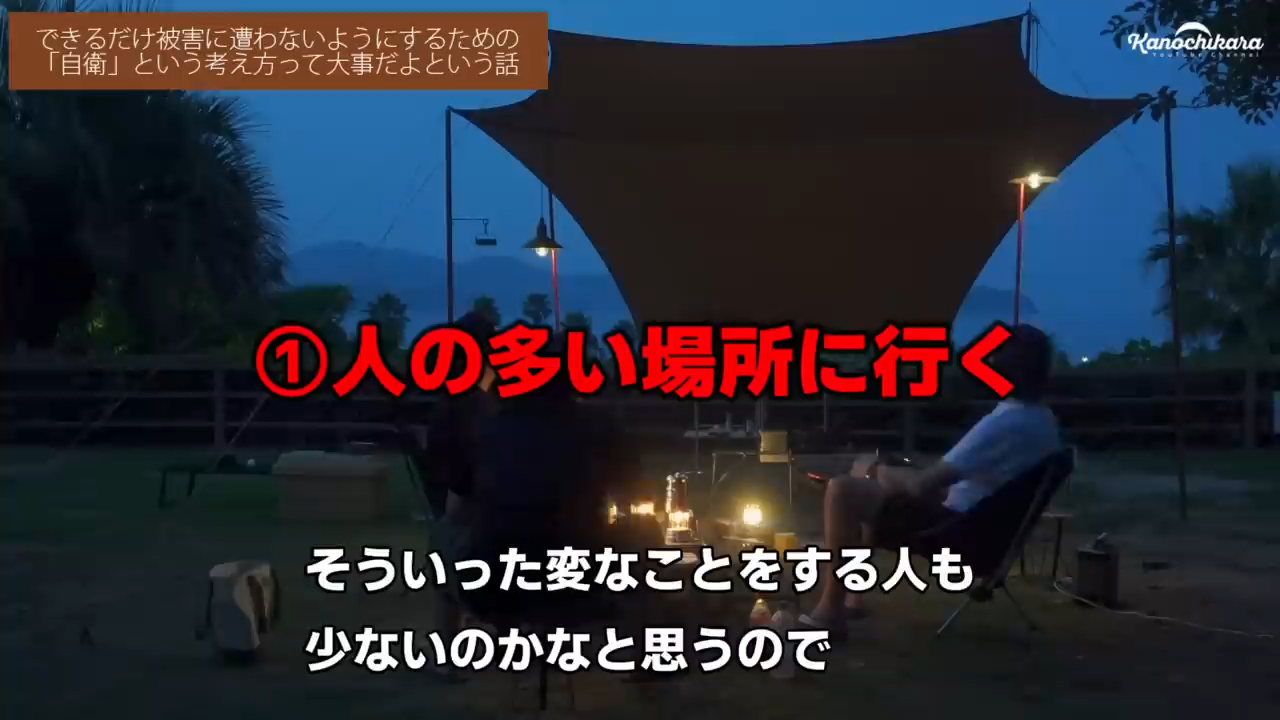 できるだけ被害に遭わないようにするための
「自衛」という考え方って大事だよという話
Kanochikara
YouTube Channel
①人の多い場所に行く
そういった変なことをする人も
少ないのかなと思うので